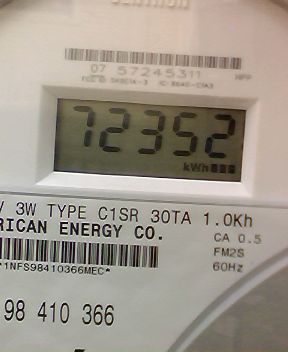 CENTRON
07 57245311
72352
kWh
V 3W TYPE C1SR 30TA 1.0Kh
RICAN ENERGY CO.
CA 0.5
FM2S
60Hz
*1NFS98410366MEC*
98 410 366